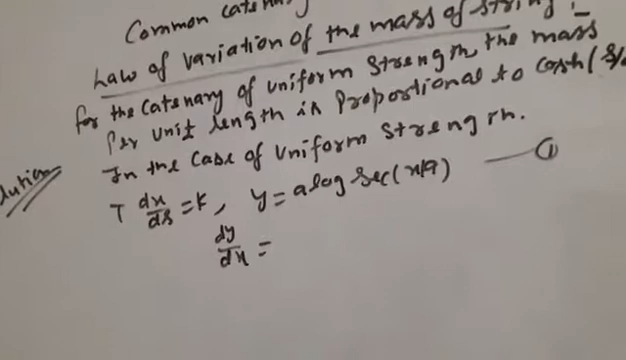 Common Catenary
Law of variation of the mass of string :-
for the catenary of uniform strength, the mass
per unit length is proportional to cosh(s/a
In the case of uniform strength.
lution
T dx/ds = k, y = a log sec(x/a) — ①
dy/dx =